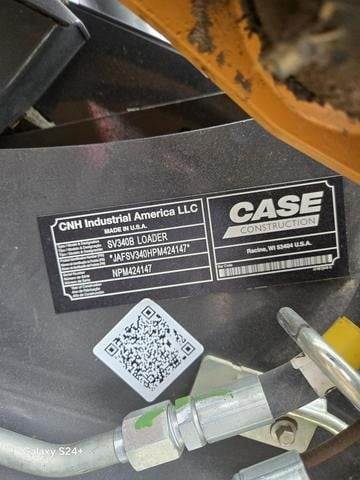 CNH Industrial America LLC
MADE IN U.S.A.
SV340B LOADER
*JAFSV340HPM424147*
NPM424147
CASE
CONSTRUCTION
Racine, WI 53404 U.S.A.
Galaxy S24+